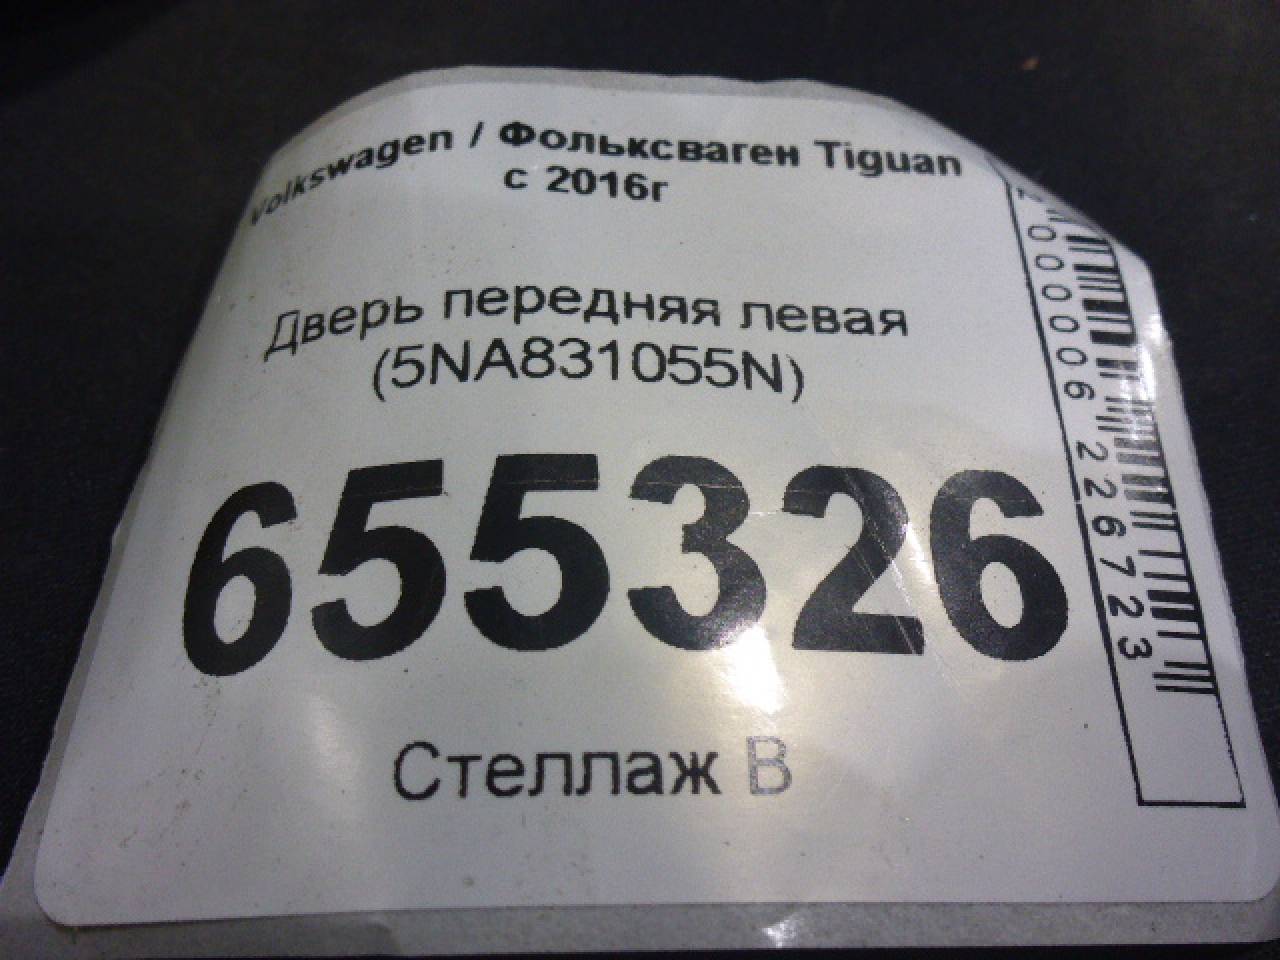 Volkswagen / Фольксваген Tiguan
с 2016г
Дверь передняя левая
(5NA831055N)
655326
Стеллаж В
2000006226723